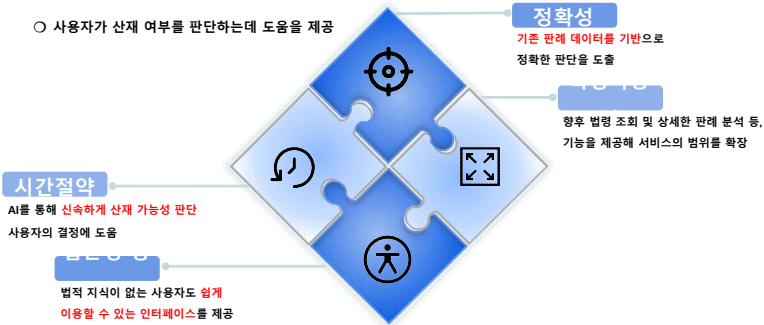 ❍ 사용자가 산재 여부를 판단하는데 도움을 제공
정확성
기존 판례 데이터를 기반으로
정확한 판단을 도출
향후 법령 조회 및 상세한 판례 분석 등,
기능을 제공해 서비스의 범위를 확장
시간절약
AI를 통해 신속하게 산재 가능성 판단
사용자의 결정에 도움
법적 지식이 없는 사용자도 쉽게
이용할 수 있는 인터페이스를 제공